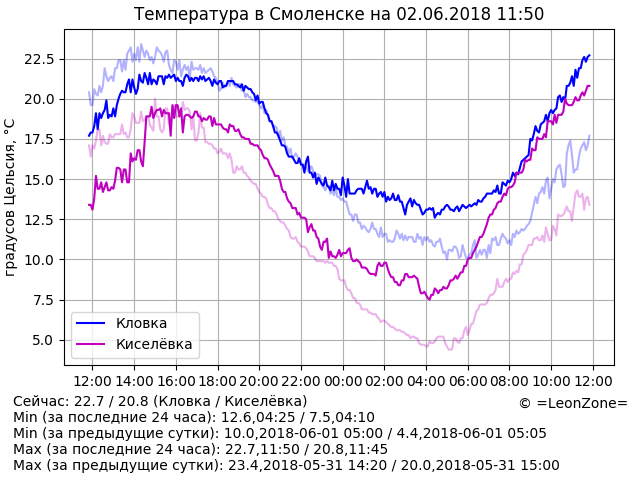 Температура в Смоленске на 02.06.2018 11:50
градусов Цельсия, °C
22.5
20.0
17.5
15.0
12.5
10.0
7.5
5.0
Кловка
Киселёвка
12:00 14:00 16:00 18:00 20:00 22:00 00:00 02:00 04:00 06:00 08:00 10:00 12:00
Сейчас: 22.7 / 20.8 (Кловка / Киселёвка)
© =LeonZone=
Min (за последние 24 часа): 12.6,04:25 / 7.5,04:10
Min (за предыдущие сутки): 10.0,2018-06-01 05:00 / 4.4,2018-06-01 05:05
Max (за последние 24 часа): 22.7,11:50 / 20.8,11:45
Max (за предыдущие сутки): 23.4,2018-05-31 14:20 / 20.0,2018-05-31 15:00